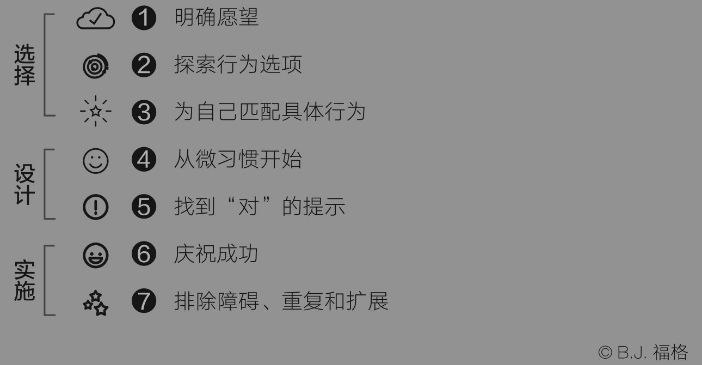 选择
❶ 明确愿望
❷ 探索行为选项
❸ 为自己匹配具体行为
设计
❹ 从微习惯开始
❺ 找到“对”的提示
实施
❻ 庆祝成功
❼ 排除障碍、重复和扩展
© B.J. 福格